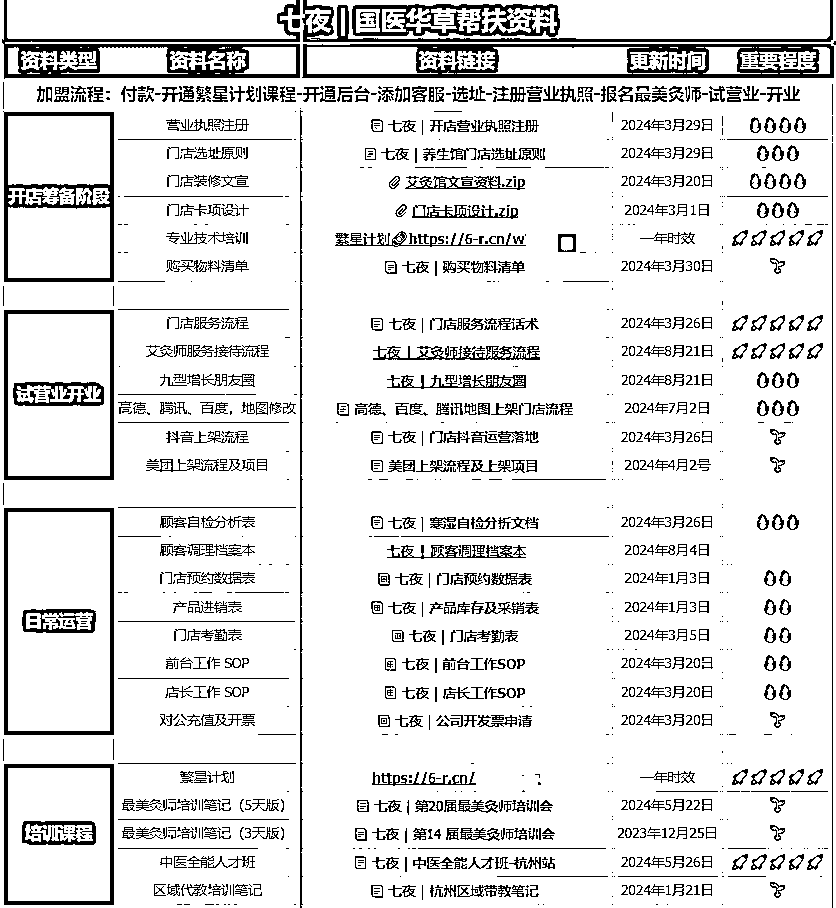 七夜 | 国医华草帮扶资料
资料类型 资料名称 资料链接 更新时间 重要程度
加盟流程：付款-开通繁星计划课程-开通后台-添加客服-选址-注册营业执照-报名最美灸师-试营业-开业
开店筹备阶段
营业执照注册 七夜 | 开店营业执照注册 2024年3月29日
门店选址原则 七夜 | 养生馆门店选址原则 2024年3月29日
门店装修文宣 艾灸馆文宣资料.zip 2024年3月20日
门店卡项设计 门店卡项设计.zip 2024年3月1日
专业技术培训 繁星计划 https://6-r.cn/w 一年时效
购买物料清单 七夜 | 购买物料清单 2024年3月30日
试营业开业
门店服务流程 七夜 | 门店服务流程话术 2024年3月26日
艾灸师服务接待流程 七夜 | 艾灸师接待服务流程 2024年8月21日
九型增长朋友圈 七夜 | 九型增长朋友圈 2024年8月21日
高德、腾讯、百度，地图修改 高德、百度、腾讯地图上架门店流程 2024年7月2日
抖音上架流程 七夜 | 门店抖音运营落地 2024年3月26日
美团上架流程及项目 美团上架流程及上架项目 2024年4月2号
日常运营
顾客自检分析表 七夜 | 寒湿自检分析文档 2024年3月26日
顾客调理档案本 七夜 | 顾客调理档案本 2024年8月4日
门店预约数据表 七夜 | 门店预约数据表 2024年1月3日
产品进销表 七夜 | 产品库存及采销表 2024年1月3日
门店考勤表 七夜 | 门店考勤表 2024年3月5日
前台工作 SOP 七夜 | 前台工作SOP 2024年3月20日
店长工作 SOP 七夜 | 店长工作SOP 2024年3月20日
对公充值及开票 七夜 | 公司开发票申请 2024年3月20日
培训课程
繁星计划 https://6-r.cn/ 一年时效
最美灸师培训笔记（5天版） 七夜 | 第20届最美灸师培训会 2024年5月22日
最美灸师培训笔记（3天版） 七夜 | 第14 届最美灸师培训会 2023年12月25日
中医全能人才班 七夜 | 中医全能人才班-杭州站 2024年5月26日
区域代教培训笔记 七夜 | 杭州区域带教笔记 2024年1月21日